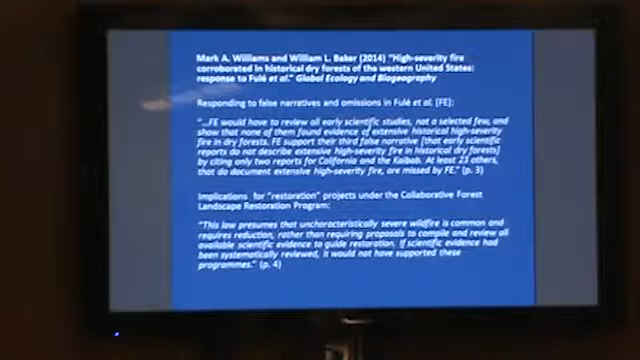 Mark A. Williams and William L. Baker (2014) "High-severity fire
corroborated in historical dry forests of the western United States:
response to Fulé et al." Global Ecology and Biogeography
Responding to false narratives and omissions in Fulé et al. [FE]:
"...FE would have to review all early scientific studies, not a selected few, and
show that none of them found evidence of extensive historical high-severity
fire in dry forests. FE support their third false narrative [that early scientific
reports do not describe extensive high-severity fire in historical dry forests]
by citing only two reports for California and the Kaibab. At least 23 others,
that do document extensive high-severity fire, are missed by FE." (p. 3)
Implications for "restoration" projects under the Collaborative Forest
Landscape Restoration Program:
"This law presumes that uncharacteristically severe wildfire is common and
requires reduction, rather than requiring proposals to compile and review all
available scientific evidence to guide restoration. If scientific evidence had
been systematically reviewed, it would not have supported these
programmes." (p. 4)